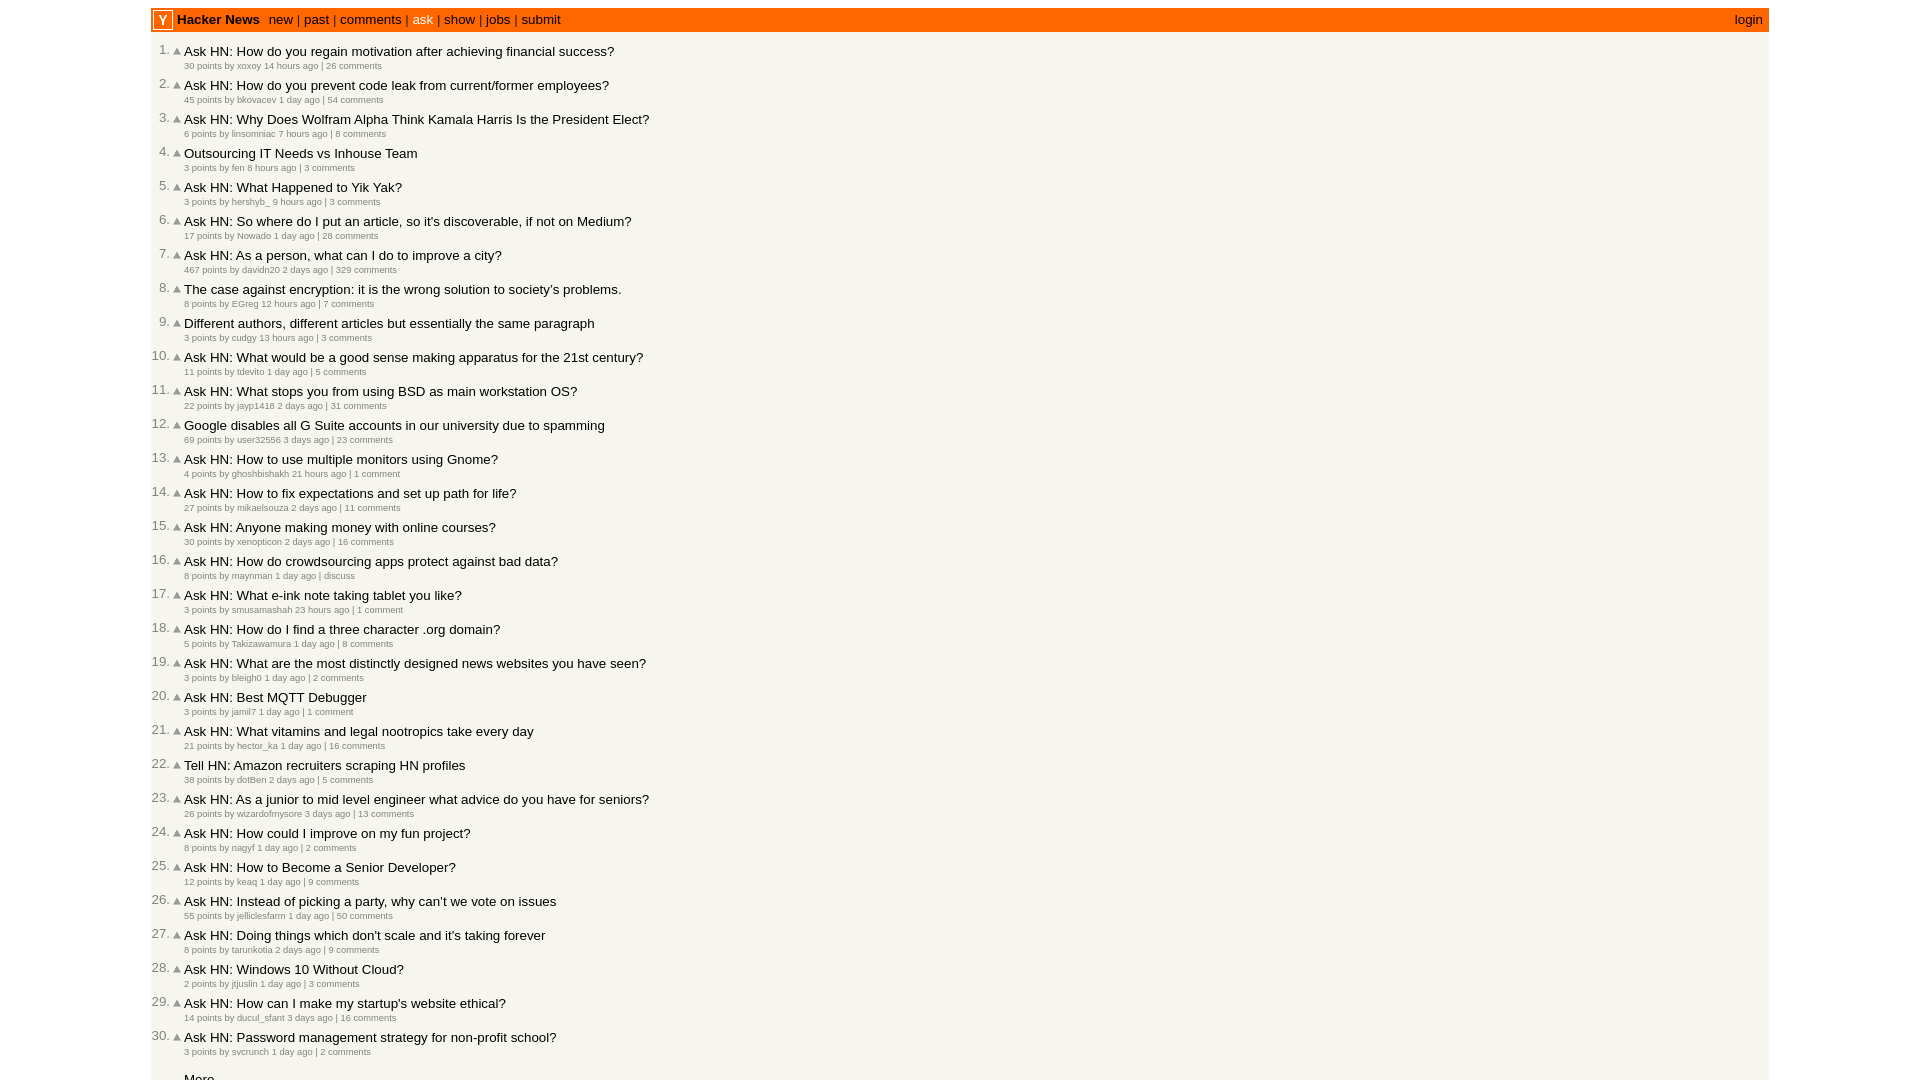 Y Hacker News new | past | comments | ask | show | jobs | submit login
1. Ask HN: How do you regain motivation after achieving financial success?
30 points by xoxoy 14 hours ago | 26 comments
2. Ask HN: How do you prevent code leak from current/former employees?
45 points by bkovacev 1 day ago | 54 comments
3. Ask HN: Why Does Wolfram Alpha Think Kamala Harris Is the President Elect?
6 points by linsomniac 7 hours ago | 8 comments
4. Outsourcing IT Needs vs Inhouse Team
3 points by fen 8 hours ago | 3 comments
5. Ask HN: What Happened to Yik Yak?
3 points by hershyb_ 9 hours ago | 3 comments
6. Ask HN: So where do I put an article, so it's discoverable, if not on Medium?
17 points by Nowado 1 day ago | 28 comments
7. Ask HN: As a person, what can I do to improve a city?
467 points by davidn20 2 days ago | 329 comments
8. The case against encryption: it is the wrong solution to society’s problems.
8 points by EGreg 12 hours ago | 7 comments
9. Different authors, different articles but essentially the same paragraph
3 points by cudgy 13 hours ago | 3 comments
10. Ask HN: What would be a good sense making apparatus for the 21st century?
11 points by tdevito 1 day ago | 5 comments
11. Ask HN: What stops you from using BSD as main workstation OS?
22 points by jayp1418 2 days ago | 31 comments
12. Google disables all G Suite accounts in our university due to spamming
69 points by user32556 3 days ago | 23 comments
13. Ask HN: How to use multiple monitors using Gnome?
4 points by ghoshbishakh 21 hours ago | 1 comment
14. Ask HN: How to fix expectations and set up path for life?
27 points by mikaelsouza 2 days ago | 11 comments
15. Ask HN: Anyone making money with online courses?
30 points by xenopticon 2 days ago | 16 comments
16. Ask HN: How do crowdsourcing apps protect against bad data?
8 points by maynman 1 day ago | discuss
17. Ask HN: What e-ink note taking tablet you like?
3 points by smusamashah 23 hours ago | 1 comment
18. Ask HN: How do I find a three character .org domain?
5 points by Takizawamura 1 day ago | 8 comments
19. Ask HN: What are the most distinctly designed news websites you have seen?
3 points by bleigh0 1 day ago | 2 comments
20. Ask HN: Best MQTT Debugger
3 points by jamil7 1 day ago | 1 comment
21. Ask HN: What vitamins and legal nootropics take every day
21 points by hector_ka 1 day ago | 16 comments
22. Tell HN: Amazon recruiters scraping HN profiles
38 points by dotBen 2 days ago | 5 comments
23. Ask HN: As a junior to mid level engineer what advice do you have for seniors?
26 points by wizardofmysore 3 days ago | 13 comments
24. Ask HN: How could I improve on my fun project?
8 points by nagyf 1 day ago | 2 comments
25. Ask HN: How to Become a Senior Developer?
12 points by keaq 1 day ago | 9 comments
26. Ask HN: Instead of picking a party, why can’t we vote on issues
55 points by jelliclesfarm 1 day ago | 50 comments
27. Ask HN: Doing things which don't scale and it's taking forever
8 points by tarunkotia 2 days ago | 9 comments
28. Ask HN: Windows 10 Without Cloud?
2 points by jtjuslin 1 day ago | 3 comments
29. Ask HN: How can I make my startup's website ethical?
14 points by ducul_sfant 3 days ago | 16 comments
30. Ask HN: Password management strategy for non-profit school?
3 points by svcrunch 1 day ago | 2 comments
More